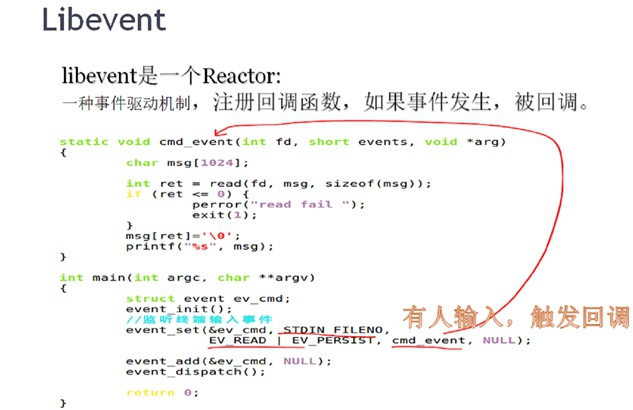 Libevent
libevent是一个Reactor:
一种事件驱动机制，注册回调函数，如果事件发生，被回调。
static void cmd_event(int fd, short events, void *arg)
{
char msg[1024];
int ret = read(fd, msg, sizeof(msg));
if (ret <= 0) {
perror("read fail ");
exit(1);
}
msg[ret]='\0';
printf("%s", msg);
}
int main(int argc, char **argv)
{
struct event ev_cmd;
event_init();
//监听终端输入事件
有人输入，触发回调
event_set(&ev_cmd, STDIN_FILENO,
EV_READ | EV_PERSIST, cmd_event, NULL);
event_add(&ev_cmd, NULL);
event_dispatch();
return 0;
}